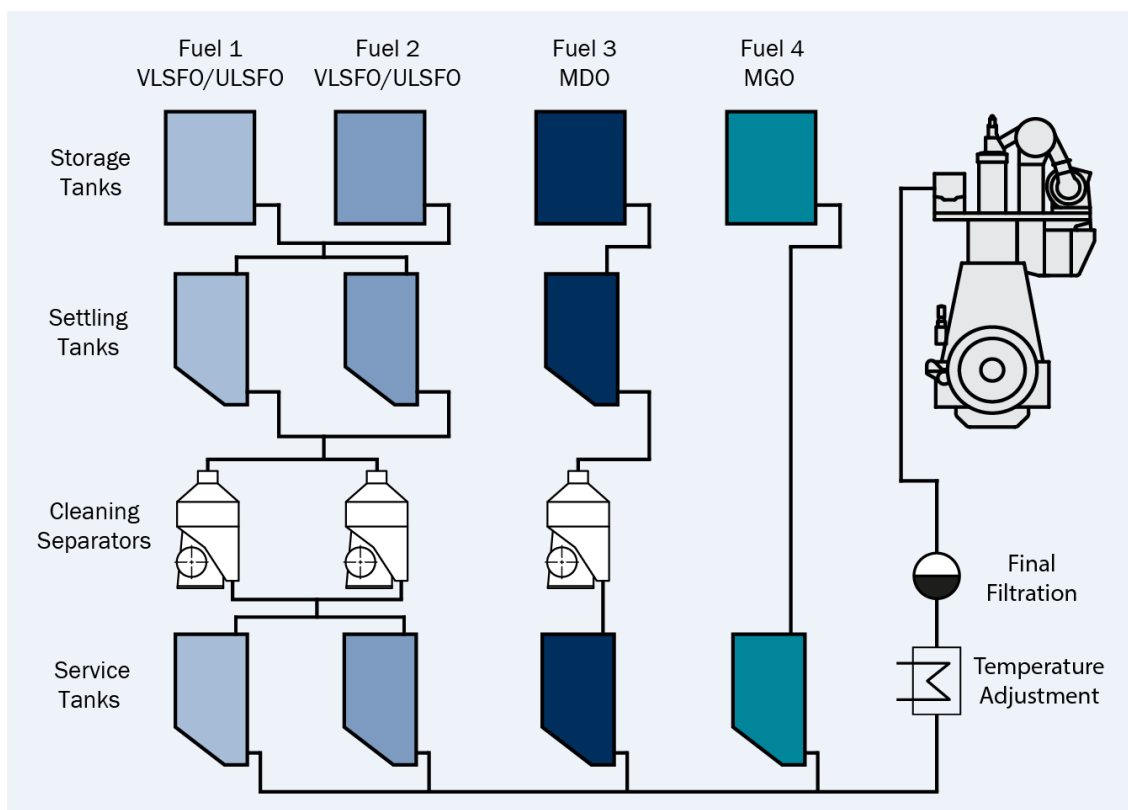 Fuel 1
VLSFO/ULSFO
Fuel 2
VLSFO/ULSFO
Fuel 3
MDO
Fuel 4
MGO
Storage
Tanks
Settling
Tanks
Cleaning
Separators
Final
Filtration
Service
Tanks
Temperature
Adjustment